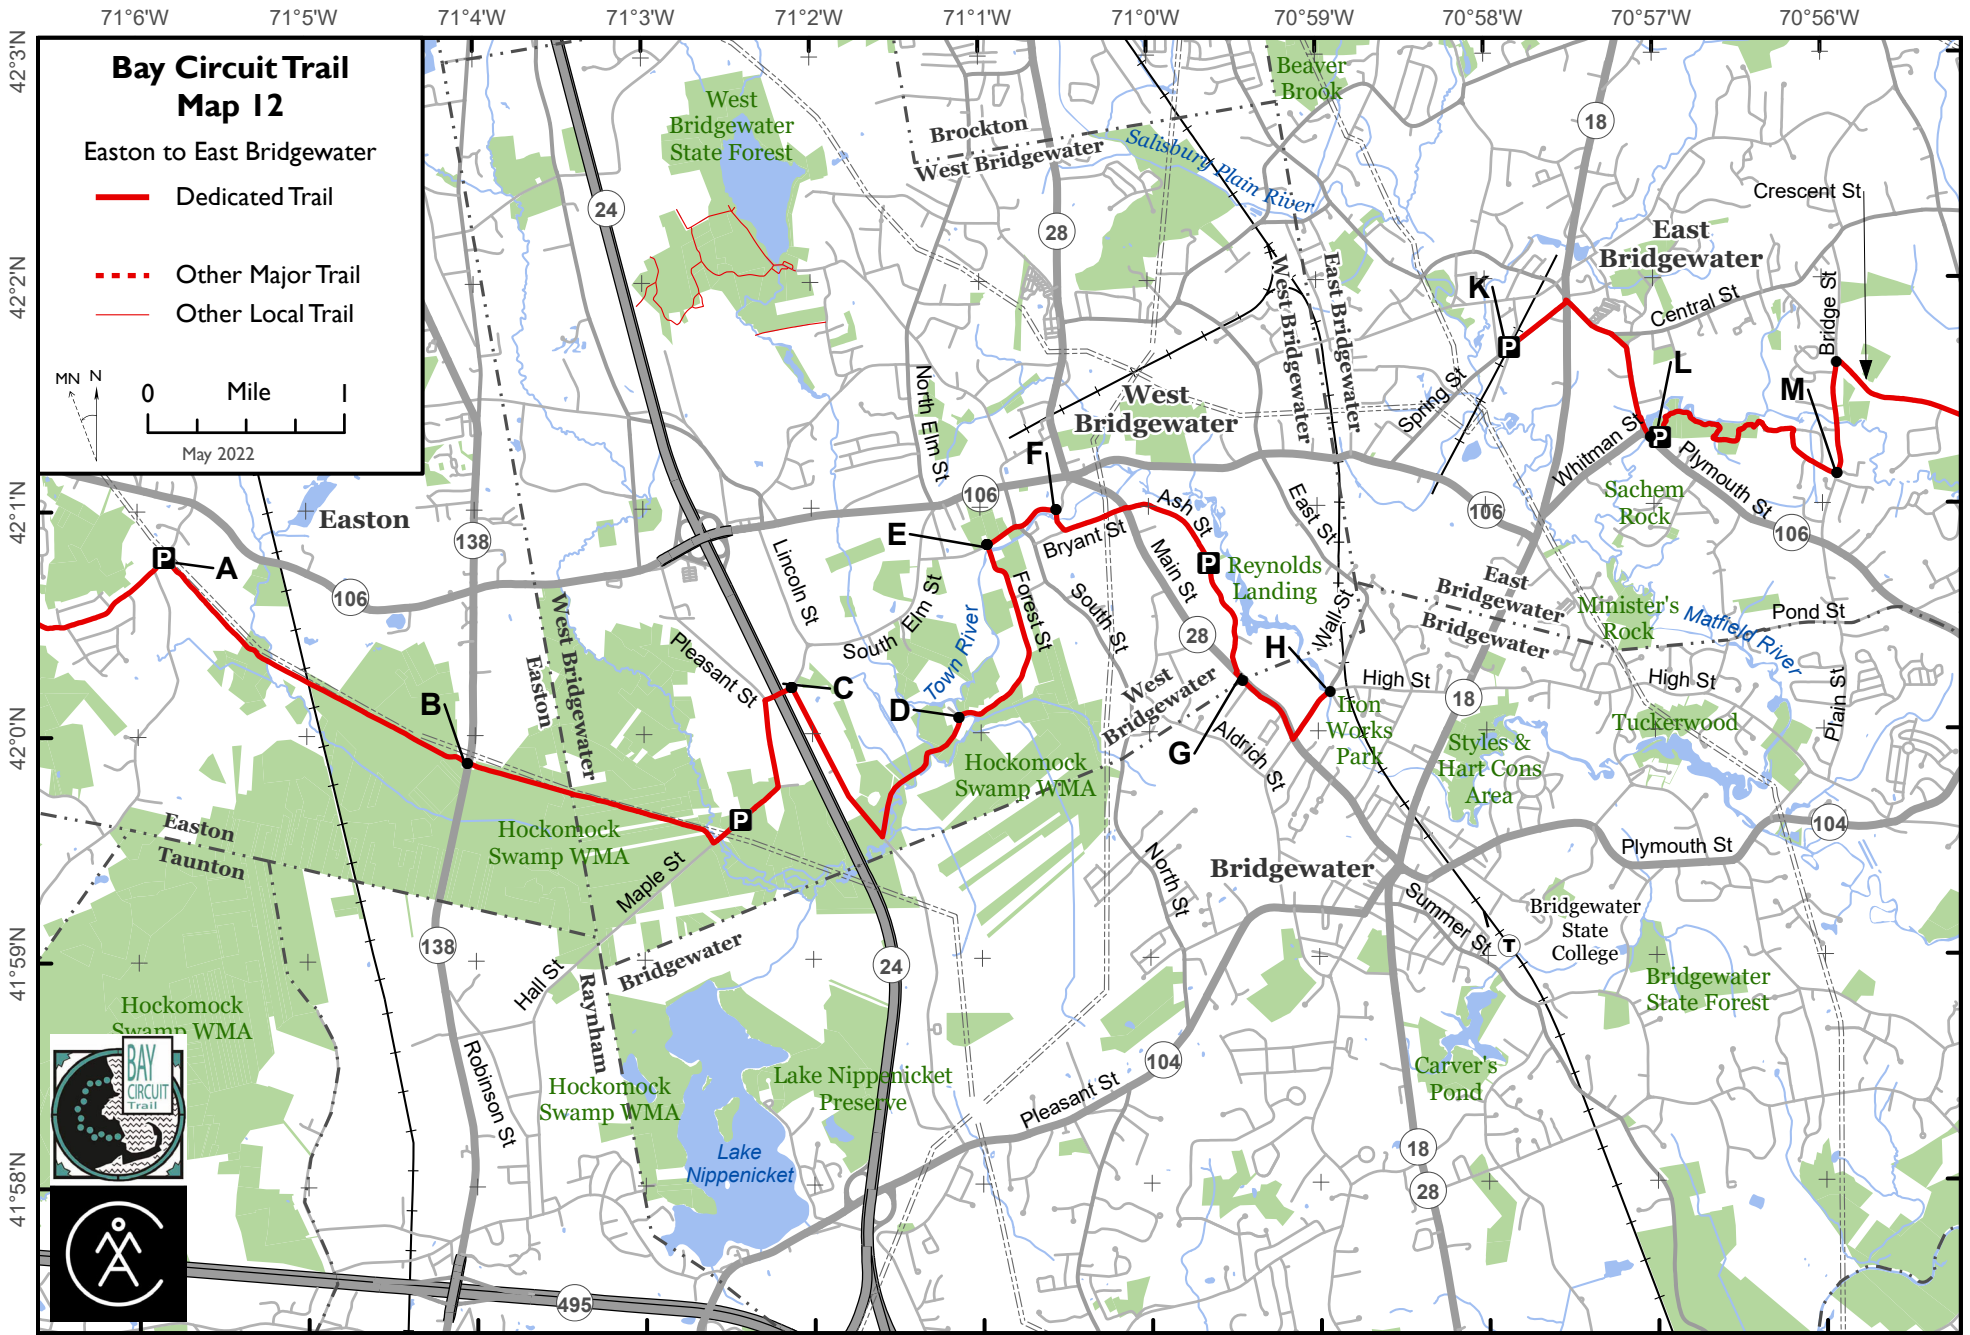 71°6'W
71°5'W
71°4'W
71°3'W
71°2'W
71°1'W
71°0'W
70°59'W
70°58'W
70°57'W
70°56'W
42°3'N
42°2'N
42°1'N
42°0'N
41°59'N
41°58'N
Bay Circuit Trail
Map 12
Easton to East Bridgewater
Dedicated Trail
Other Major Trail
Other Local Trail
MN N
0 Mile 1
May 2022
West
Bridgewater
State Forest
24
28
Brockton
West Bridgewater
Beaver
Brook
Salisbury Plain River
18
Crescent St
East
Bridgewater
Central St
Bridge St
West Bridgewater
East Bridgewater
K
P
Spring St
L
P
M
Whitman St
Plymouth St
Sachem
Rock
106
106
West
Bridgewater
North Elm St
F
106
E
Bryant St
Ash St
East St
Main St
P
Reynolds
Landing
Easton
138
P
A
106
Lincoln St
South Elm St
Forest St
South St
Town River
28
H
Wall St
East
Bridgewater
Bridgewater
Minister's
Rock
Matfield River
Pond St
Pleasant St
C
D
West Bridgewater
Easton
B
West
Bridgewater
G
Aldrich St
Iron
Works
Park
High St
18
High St
Tuckerwood
Plain St
Styles &
Hart Cons
Area
104
Plymouth St
Hockomock
Swamp WMA
P
Hockomock
Swamp WMA
Easton
Taunton
Maple St
Bridgewater
North St
Summer St
T
Bridgewater
State
College
Bridgewater
State Forest
138
Hall St
Bridgewater
Raynham
24
Hockomock
Swamp WMA
BAY
CIRCUIT
Trail
Robinson St
Hockomock
Swamp WMA
Lake Nippenicket
Preserve
Lake
Nippenicket
Pleasant St
104
Carver's
Pond
18
28
495